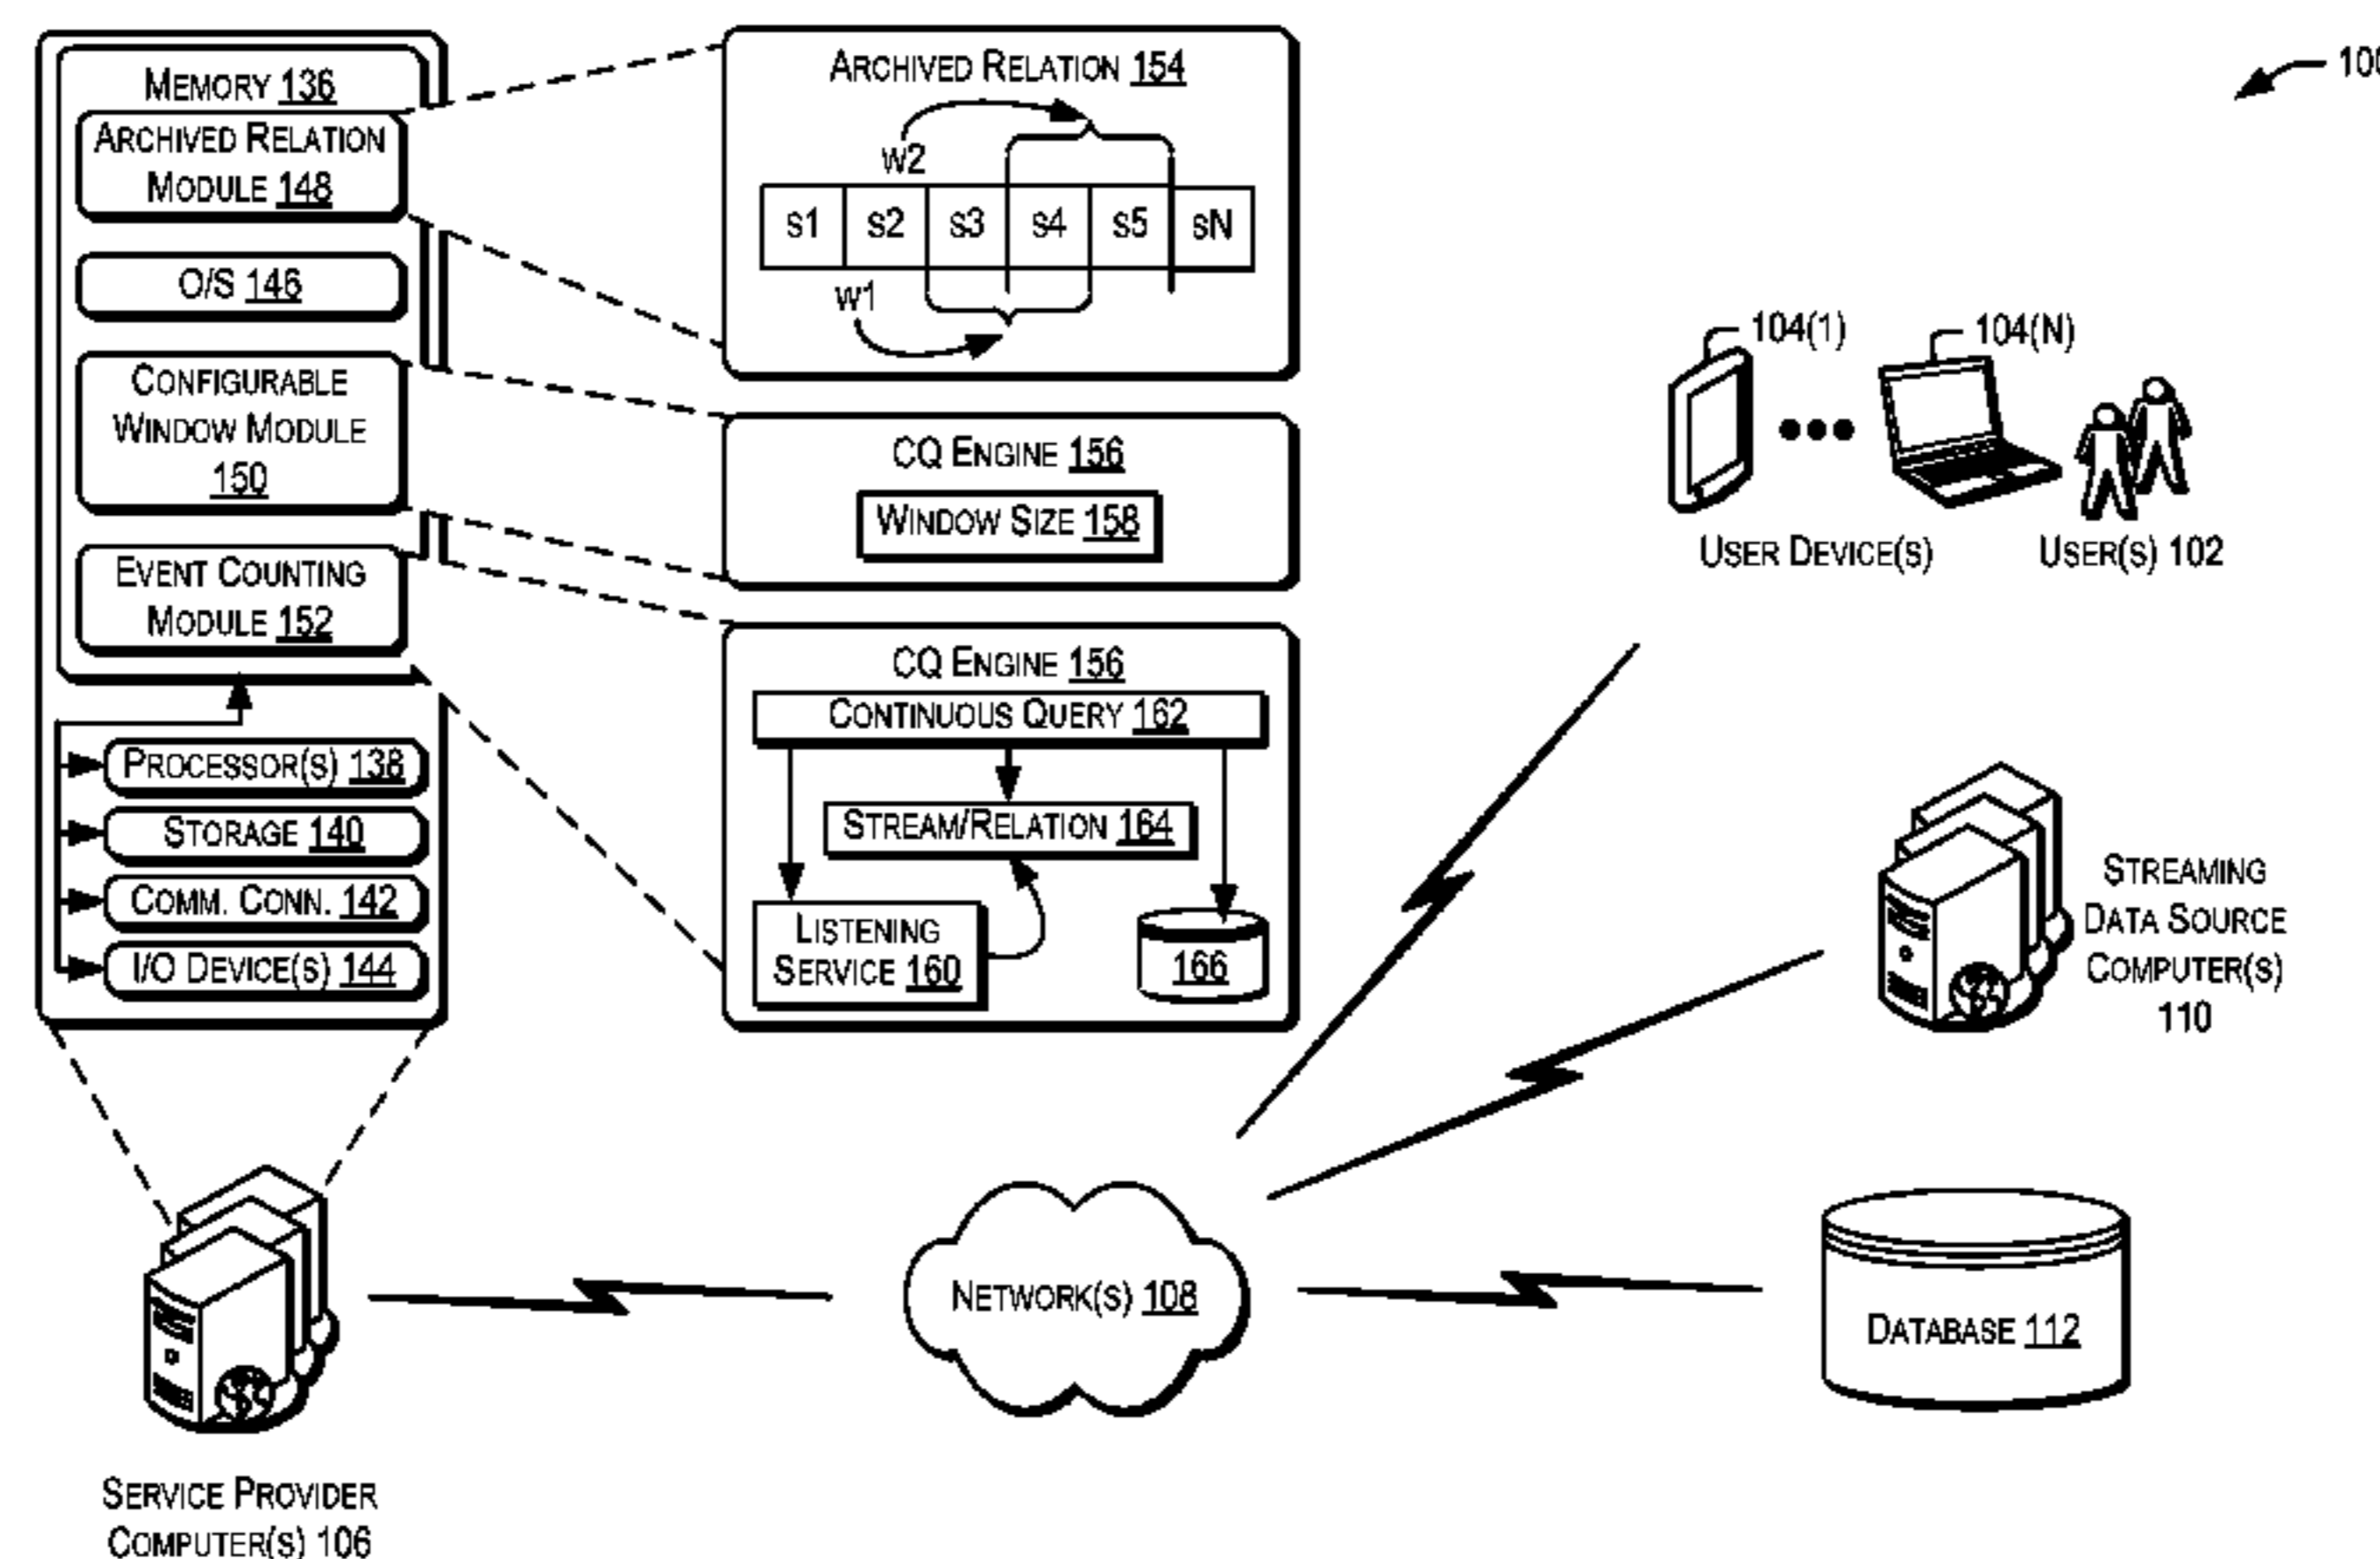 MEMORY 136
ARCHIVED RELATION
MODULE 148
O/S 146
CONFIGURABLE
WINDOW MODULE
150
EVENT COUNTING
MODULE 152
PROCESSOR(S) 138
STORAGE 140
COMM. CONN. 142
I/O DEVICE(S) 144
SERVICE PROVIDER
COMPUTER(S) 106
ARCHIVED RELATION 154
w2
s1 s2 s3 s4 s5 sN
w1
CQ ENGINE 156
WINDOW SIZE 158
CQ ENGINE 156
CONTINUOUS QUERY 162
STREAM/RELATION 164
LISTENING
SERVICE 160
166
NETWORK(S) 108
104(1)
104(N)
USER DEVICE(S)
USER(S) 102
STREAMING
DATA SOURCE
COMPUTER(S)
110
DATABASE 112